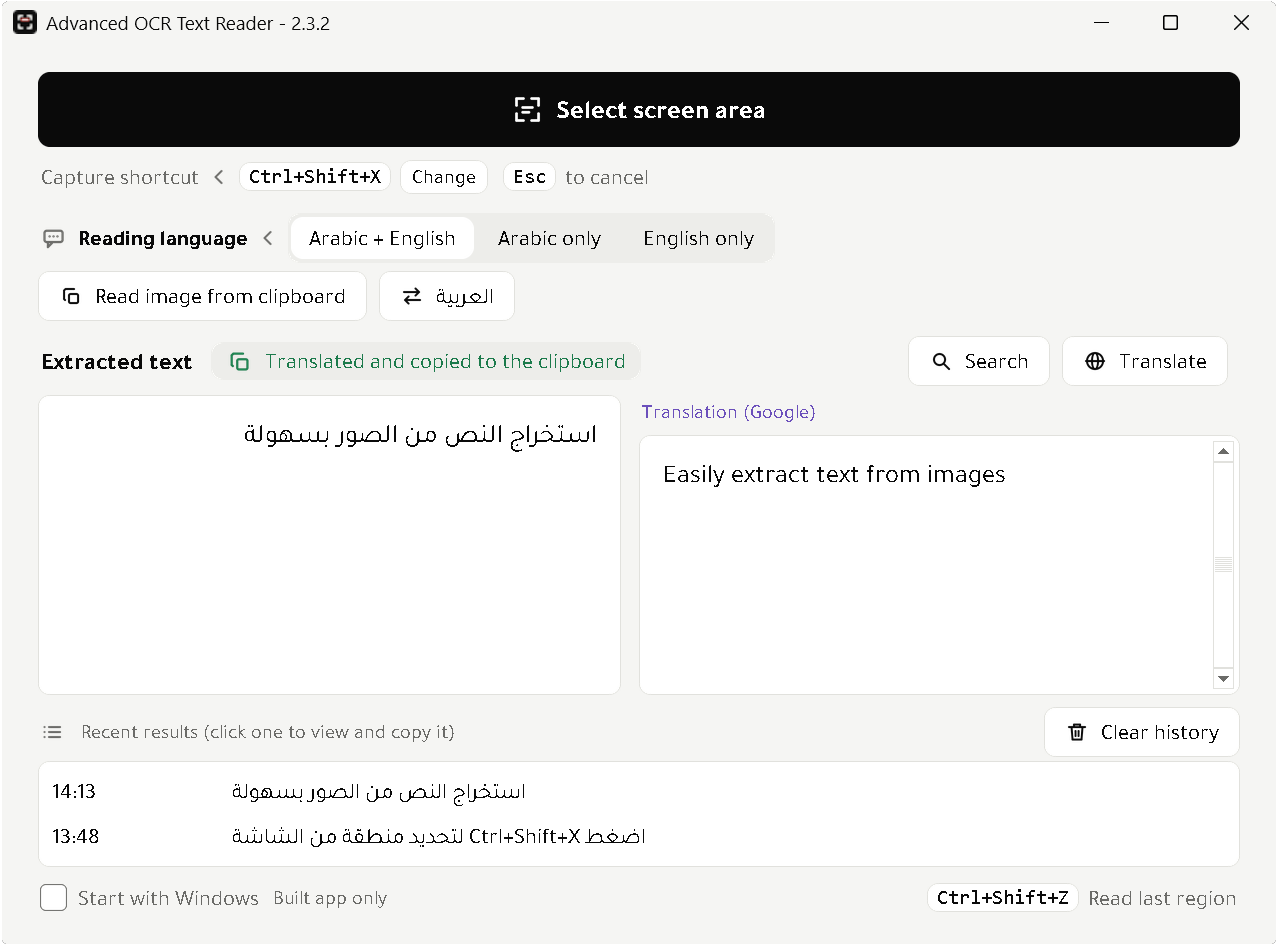 Advanced OCR Text Reader - 2.3.2
Select screen area
Capture shortcut < Ctrl+Shift+X Change Esc to cancel
Reading language < Arabic + English Arabic only English only
Read image from clipboard العربية
Extracted text Translated and copied to the clipboard Search Translate
استخراج النص من الصور بسهولة
Translation (Google)
Easily extract text from images
Recent results (click one to view and copy it) Clear history
14:13 استخراج النص من الصور بسهولة
13:48 اضغط Ctrl+Shift+X لتحديد منطقة من الشاشة
Start with Windows Built app only Ctrl+Shift+Z Read last region